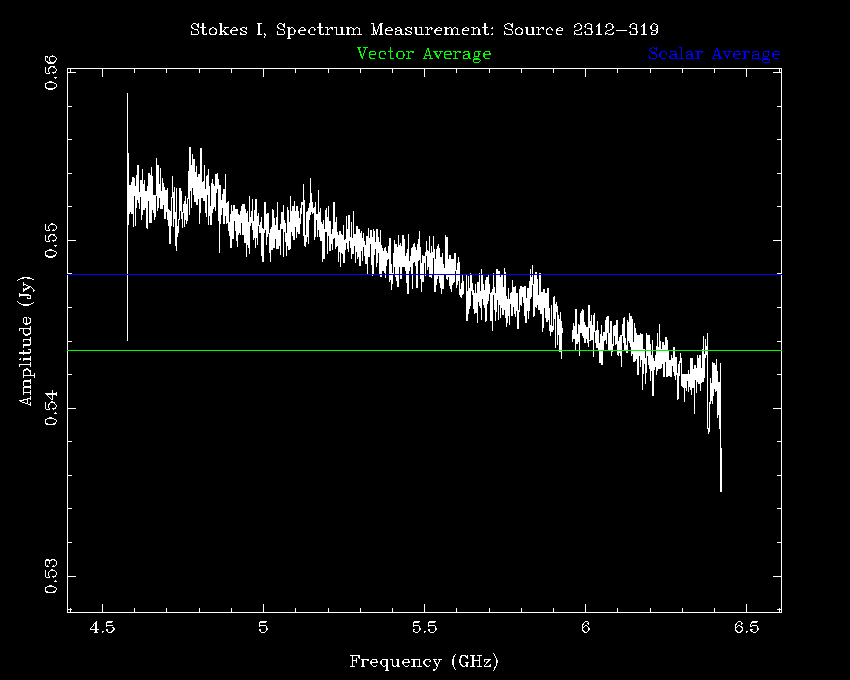 Stokes I, Spectrum Measurement: Source 2312−319
Vector Average Scalar Average
0.56
0.55
0.54
0.53
Amplitude (Jy)
4.5 5 5.5 6 6.5
Frequency (GHz)